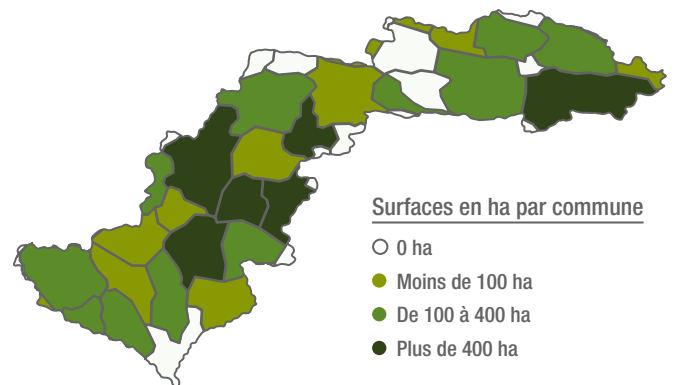 Surfaces en ha par commune
0 ha
Moins de 100 ha
De 100 à 400 ha
Plus de 400 ha